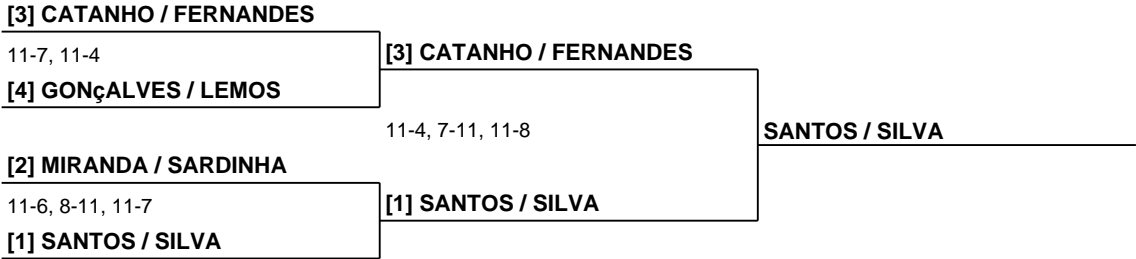 [3] CATANHO / FERNANDES
11-7, 11-4
[3] CATANHO / FERNANDES
[4] GONçALVES / LEMOS
11-4, 7-11, 11-8
SANTOS / SILVA
[2] MIRANDA / SARDINHA
11-6, 8-11, 11-7
[1] SANTOS / SILVA
[1] SANTOS / SILVA